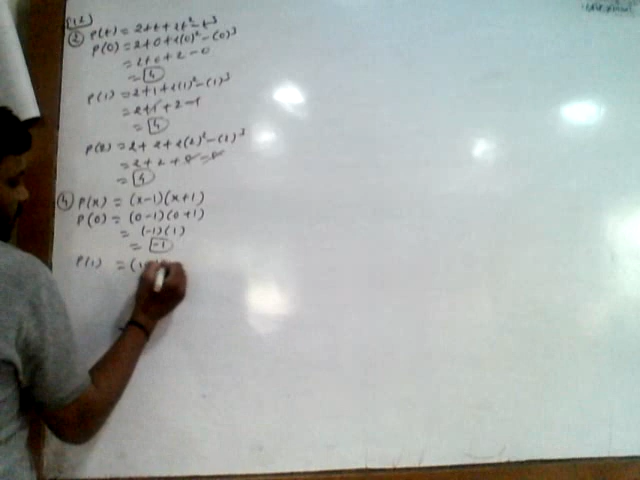 ② P(t) = 2+t+2t²-t³
P(0) = 2+0+2(0)²-(0)³
= 2+0+2-0
= 4
P(1) = 2+1+2(1)²-(1)³
= 2+1+2-1
= 4
P(2) = 2+2+2(2)²-(2)³
= 2+2+8-8
= 4
④ P(x) = (x-1)(x+1)
P(0) = (0-1)(0+1)
= (-1)(1)
= -1
P(1) = (1